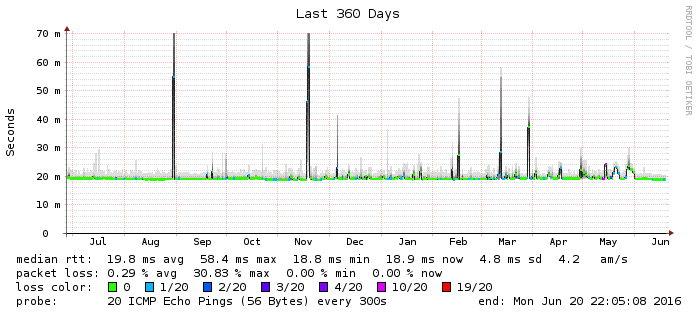 Last 360 Days
RRDTOOL / TOBI OETIKER
Seconds
70 m
60 m
50 m
40 m
30 m
20 m
10 m
0
Jul Aug Sep Oct Nov Dec Jan Feb Mar Apr May Jun
median rtt: 19.8 ms avg 58.4 ms max 18.8 ms min 18.9 ms now 4.8 ms sd 4.2 am/s
packet loss: 0.29 % avg 30.83 % max 0.00 % min 0.00 % now
loss color: 0 1/20 2/20 3/20 4/20 10/20 19/20
probe: 20 ICMP Echo Pings (56 Bytes) every 300s end: Mon Jun 20 22:05:08 2016